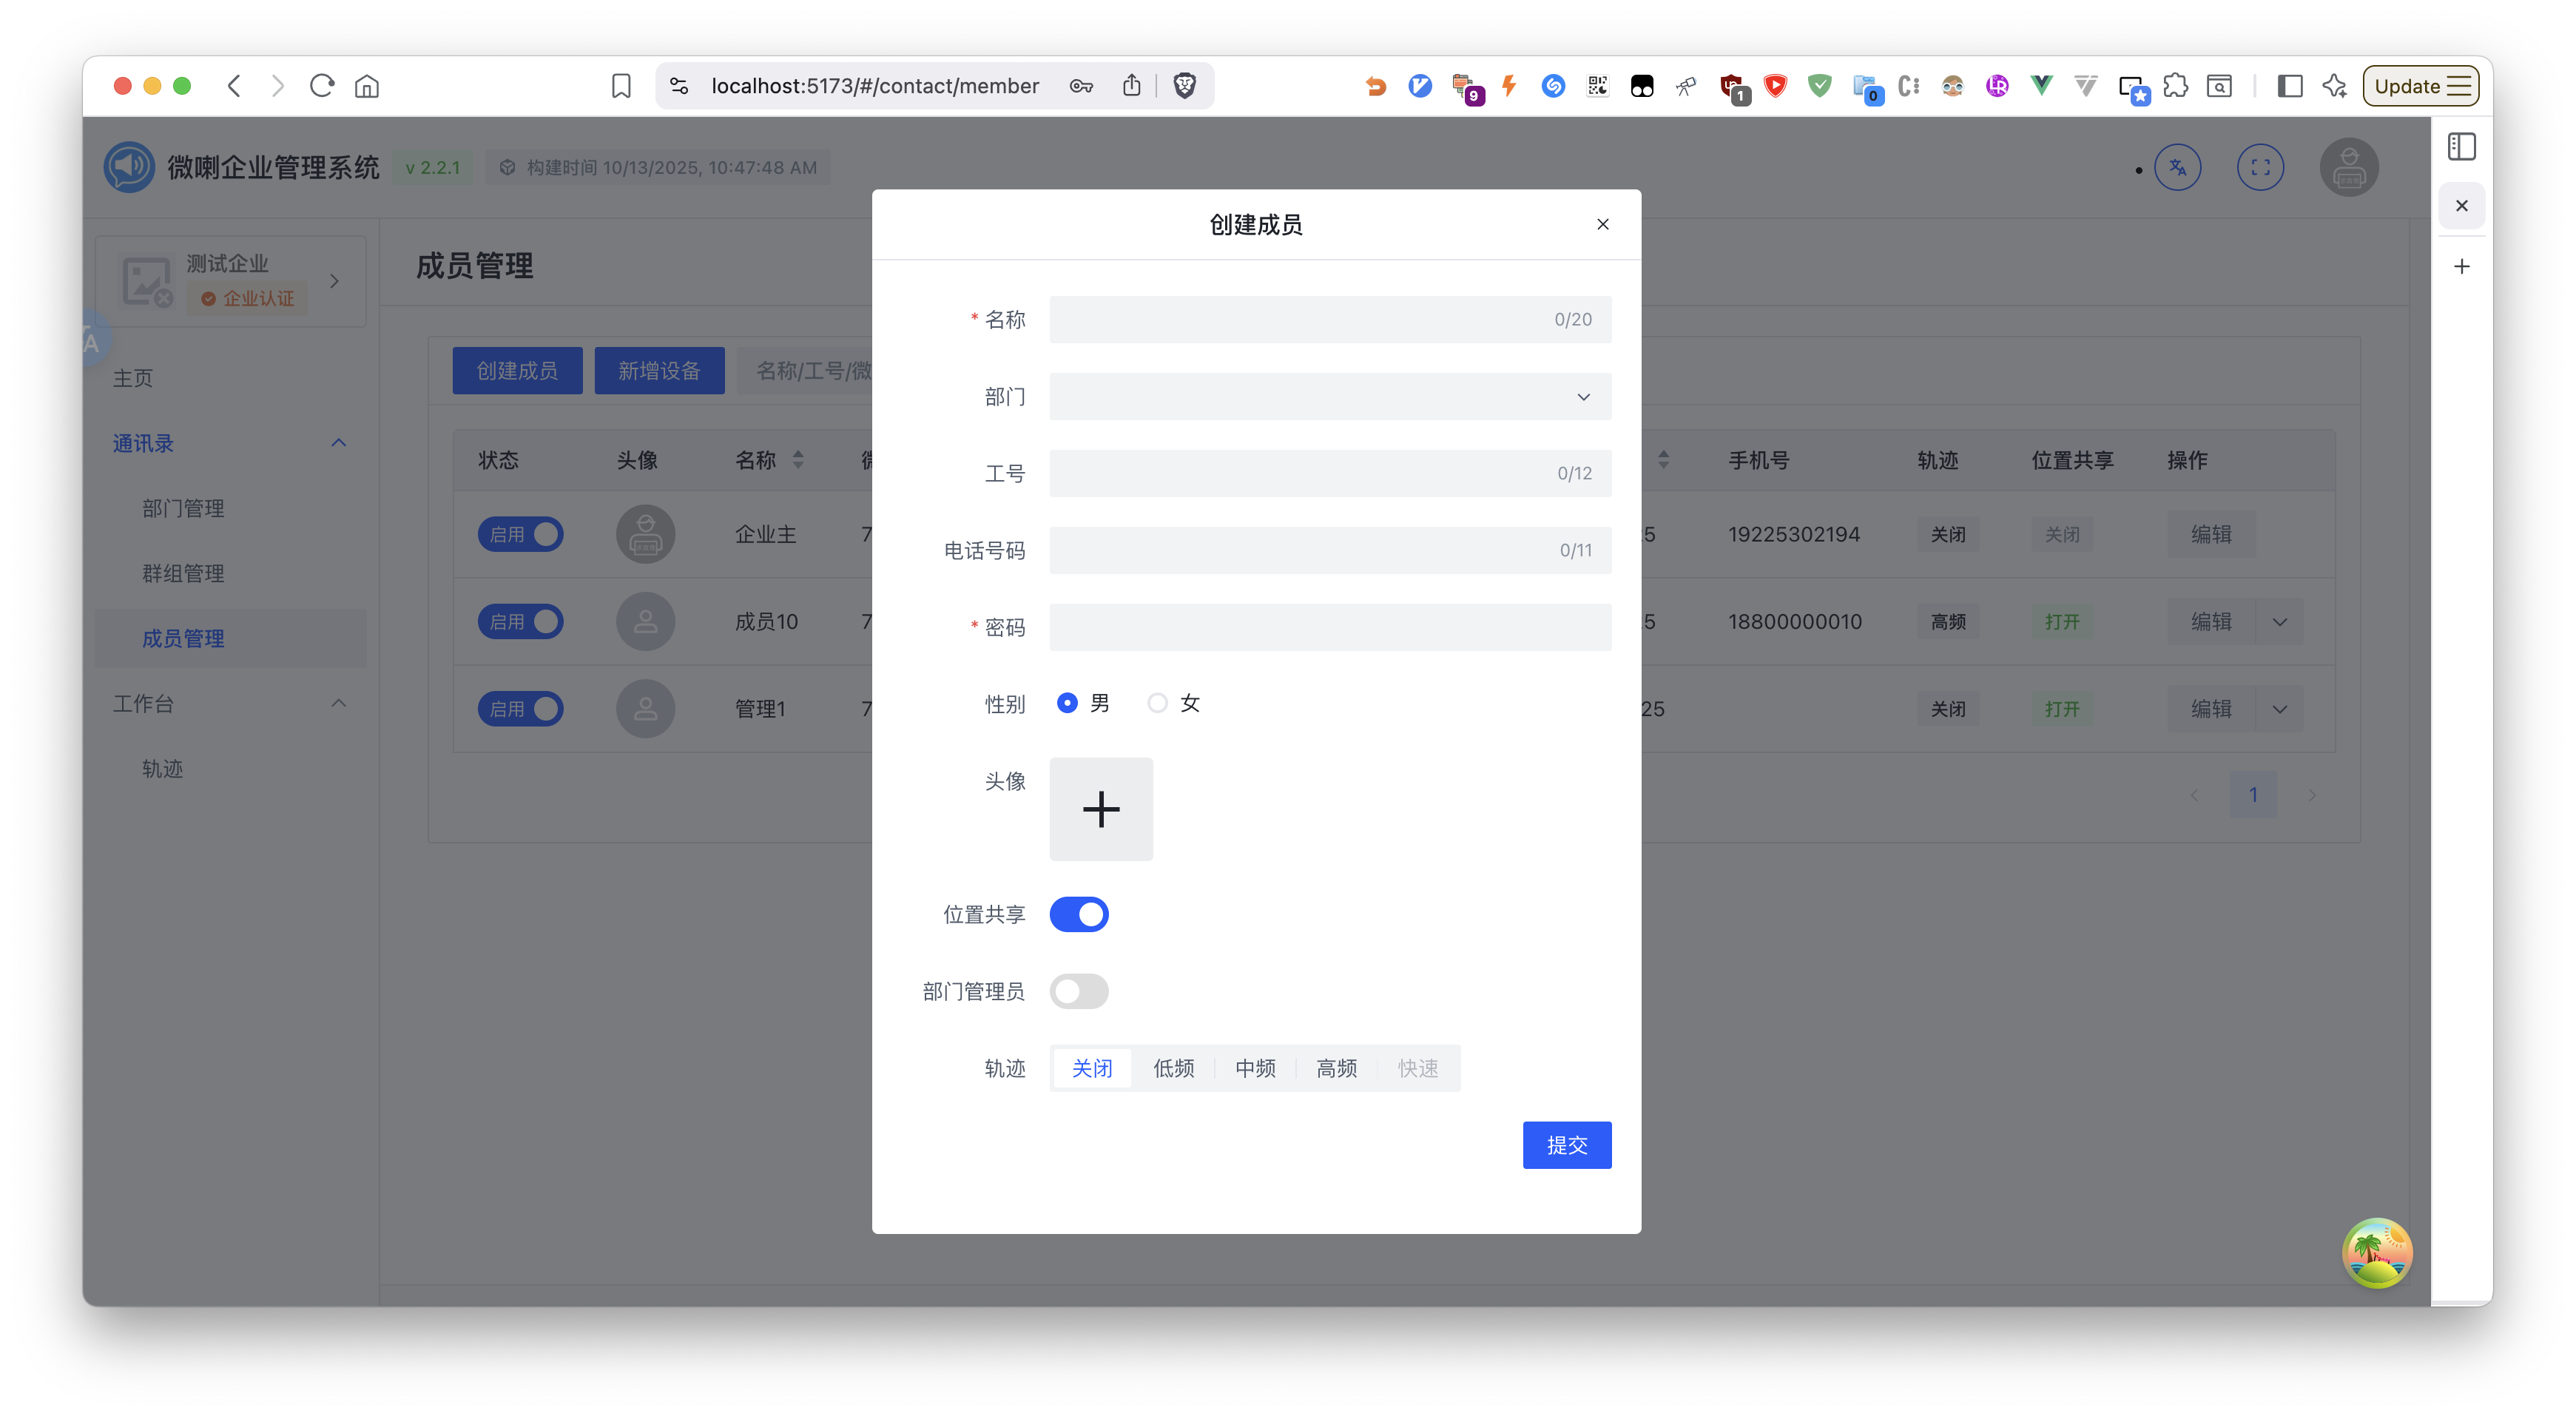 localhost:5173/#/contact/member
9
1
0
Update
微喇企业管理系统
v 2.2.1
构建时间 10/13/2025, 10:47:48 AM
测试企业
企业认证
主页
通讯录
部门管理
群组管理
成员管理
工作台
轨迹
成员管理
创建成员
新增设备
名称/工号/微
状态
头像
名称
手机号
轨迹
位置共享
操作
启用
企业主
7
5
19225302194
关闭
关闭
编辑
启用
成员10
7
5
18800000010
高频
打开
编辑
启用
管理1
7
25
关闭
打开
编辑
1
创建成员
* 名称
0/20
部门
工号
0/12
电话号码
0/11
* 密码
性别
男
女
头像
位置共享
部门管理员
轨迹
关闭
低频
中频
高频
快速
提交